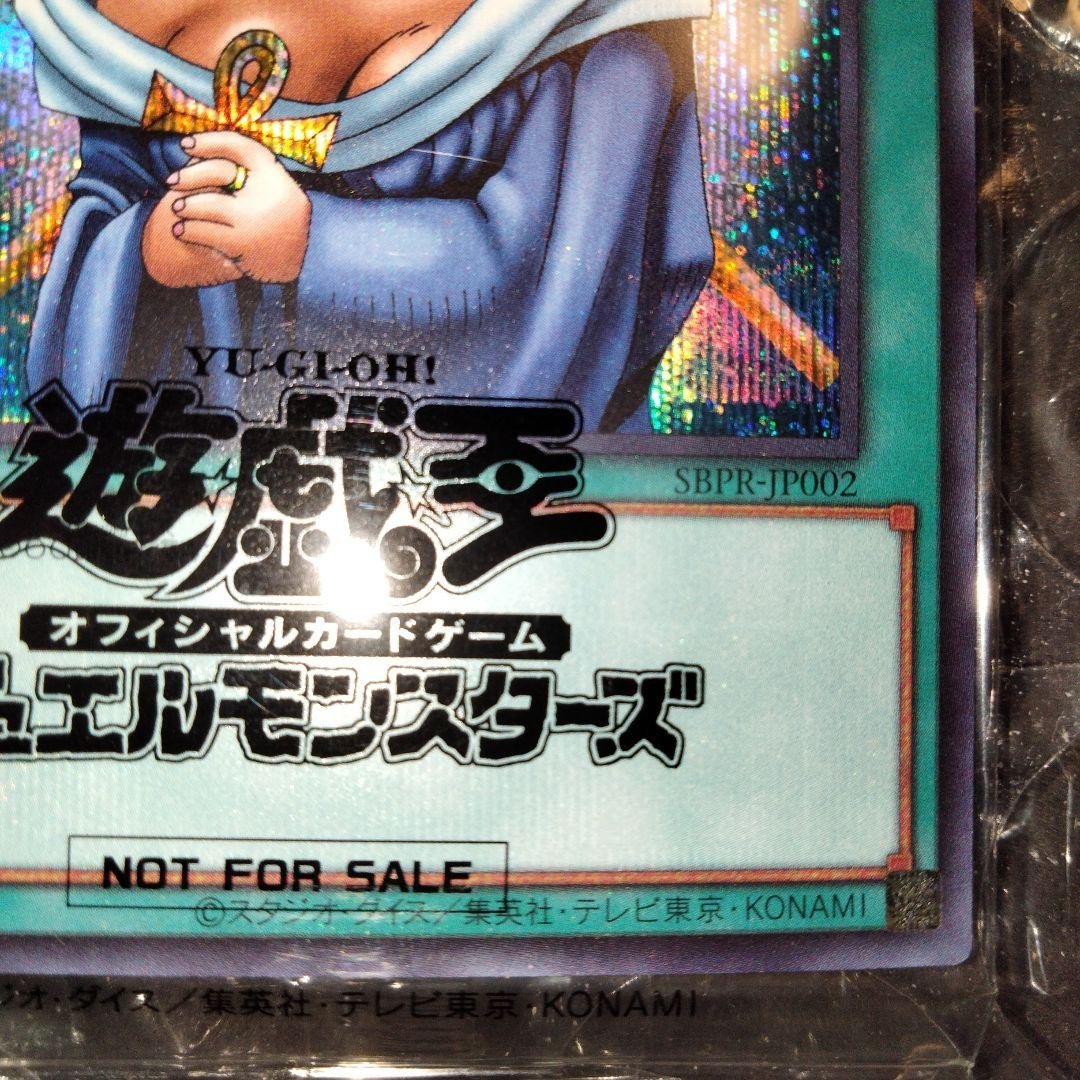 YU-GI-OH!
遊戯王
SBPR-JP002
オフィシャルカードゲーム
ュエルモンスターズ
NOT FOR SALE
©スタジオ・ダイス/集英社・テレビ東京・KONAMI
ジオ・ダイス/集英社・テレビ東京・KONAMI